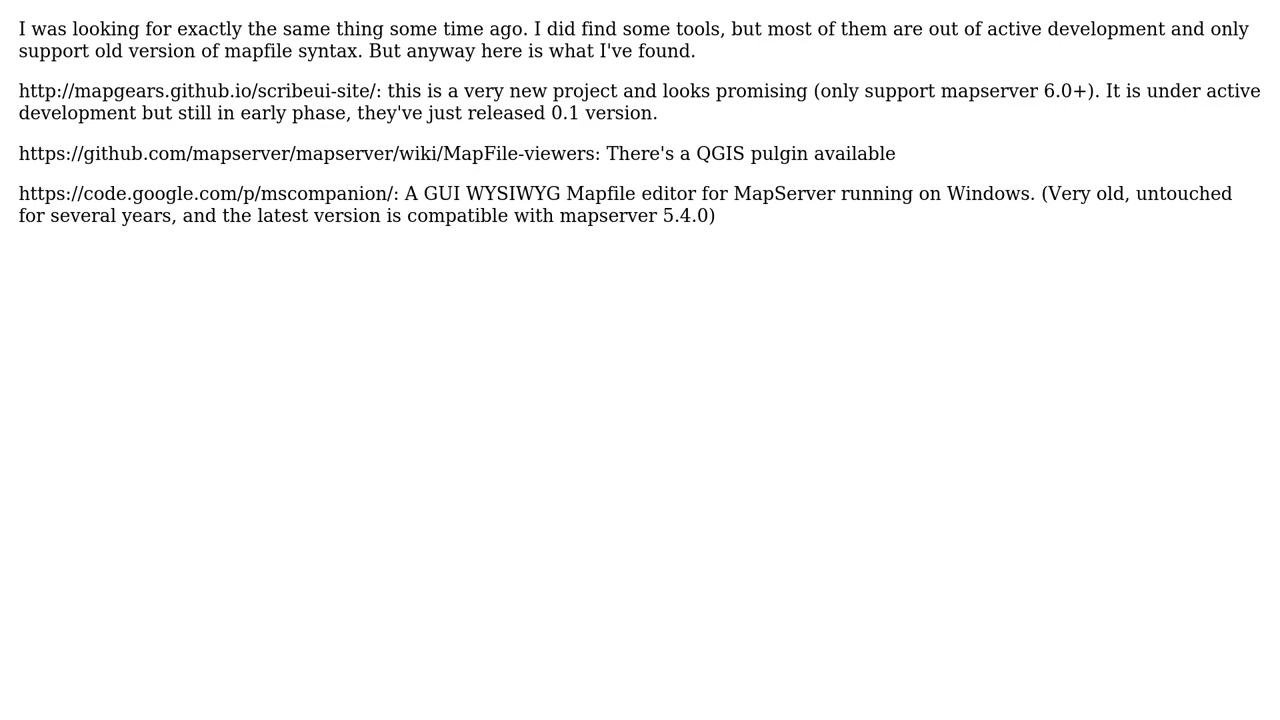 I was looking for exactly the same thing some time ago. I did find some tools, but most of them are out of active development and only
support old version of mapfile syntax. But anyway here is what I've found.
http://mapgears.github.io/scribeui-site/: this is a very new project and looks promising (only support mapserver 6.0+). It is under active
development but still in early phase, they've just released 0.1 version.
https://github.com/mapserver/mapserver/wiki/MapFile-viewers: There's a QGIS pulgin available
https://code.google.com/p/mscompanion/: A GUI WYSIWYG Mapfile editor for MapServer running on Windows. (Very old, untouched
for several years, and the latest version is compatible with mapserver 5.4.0)